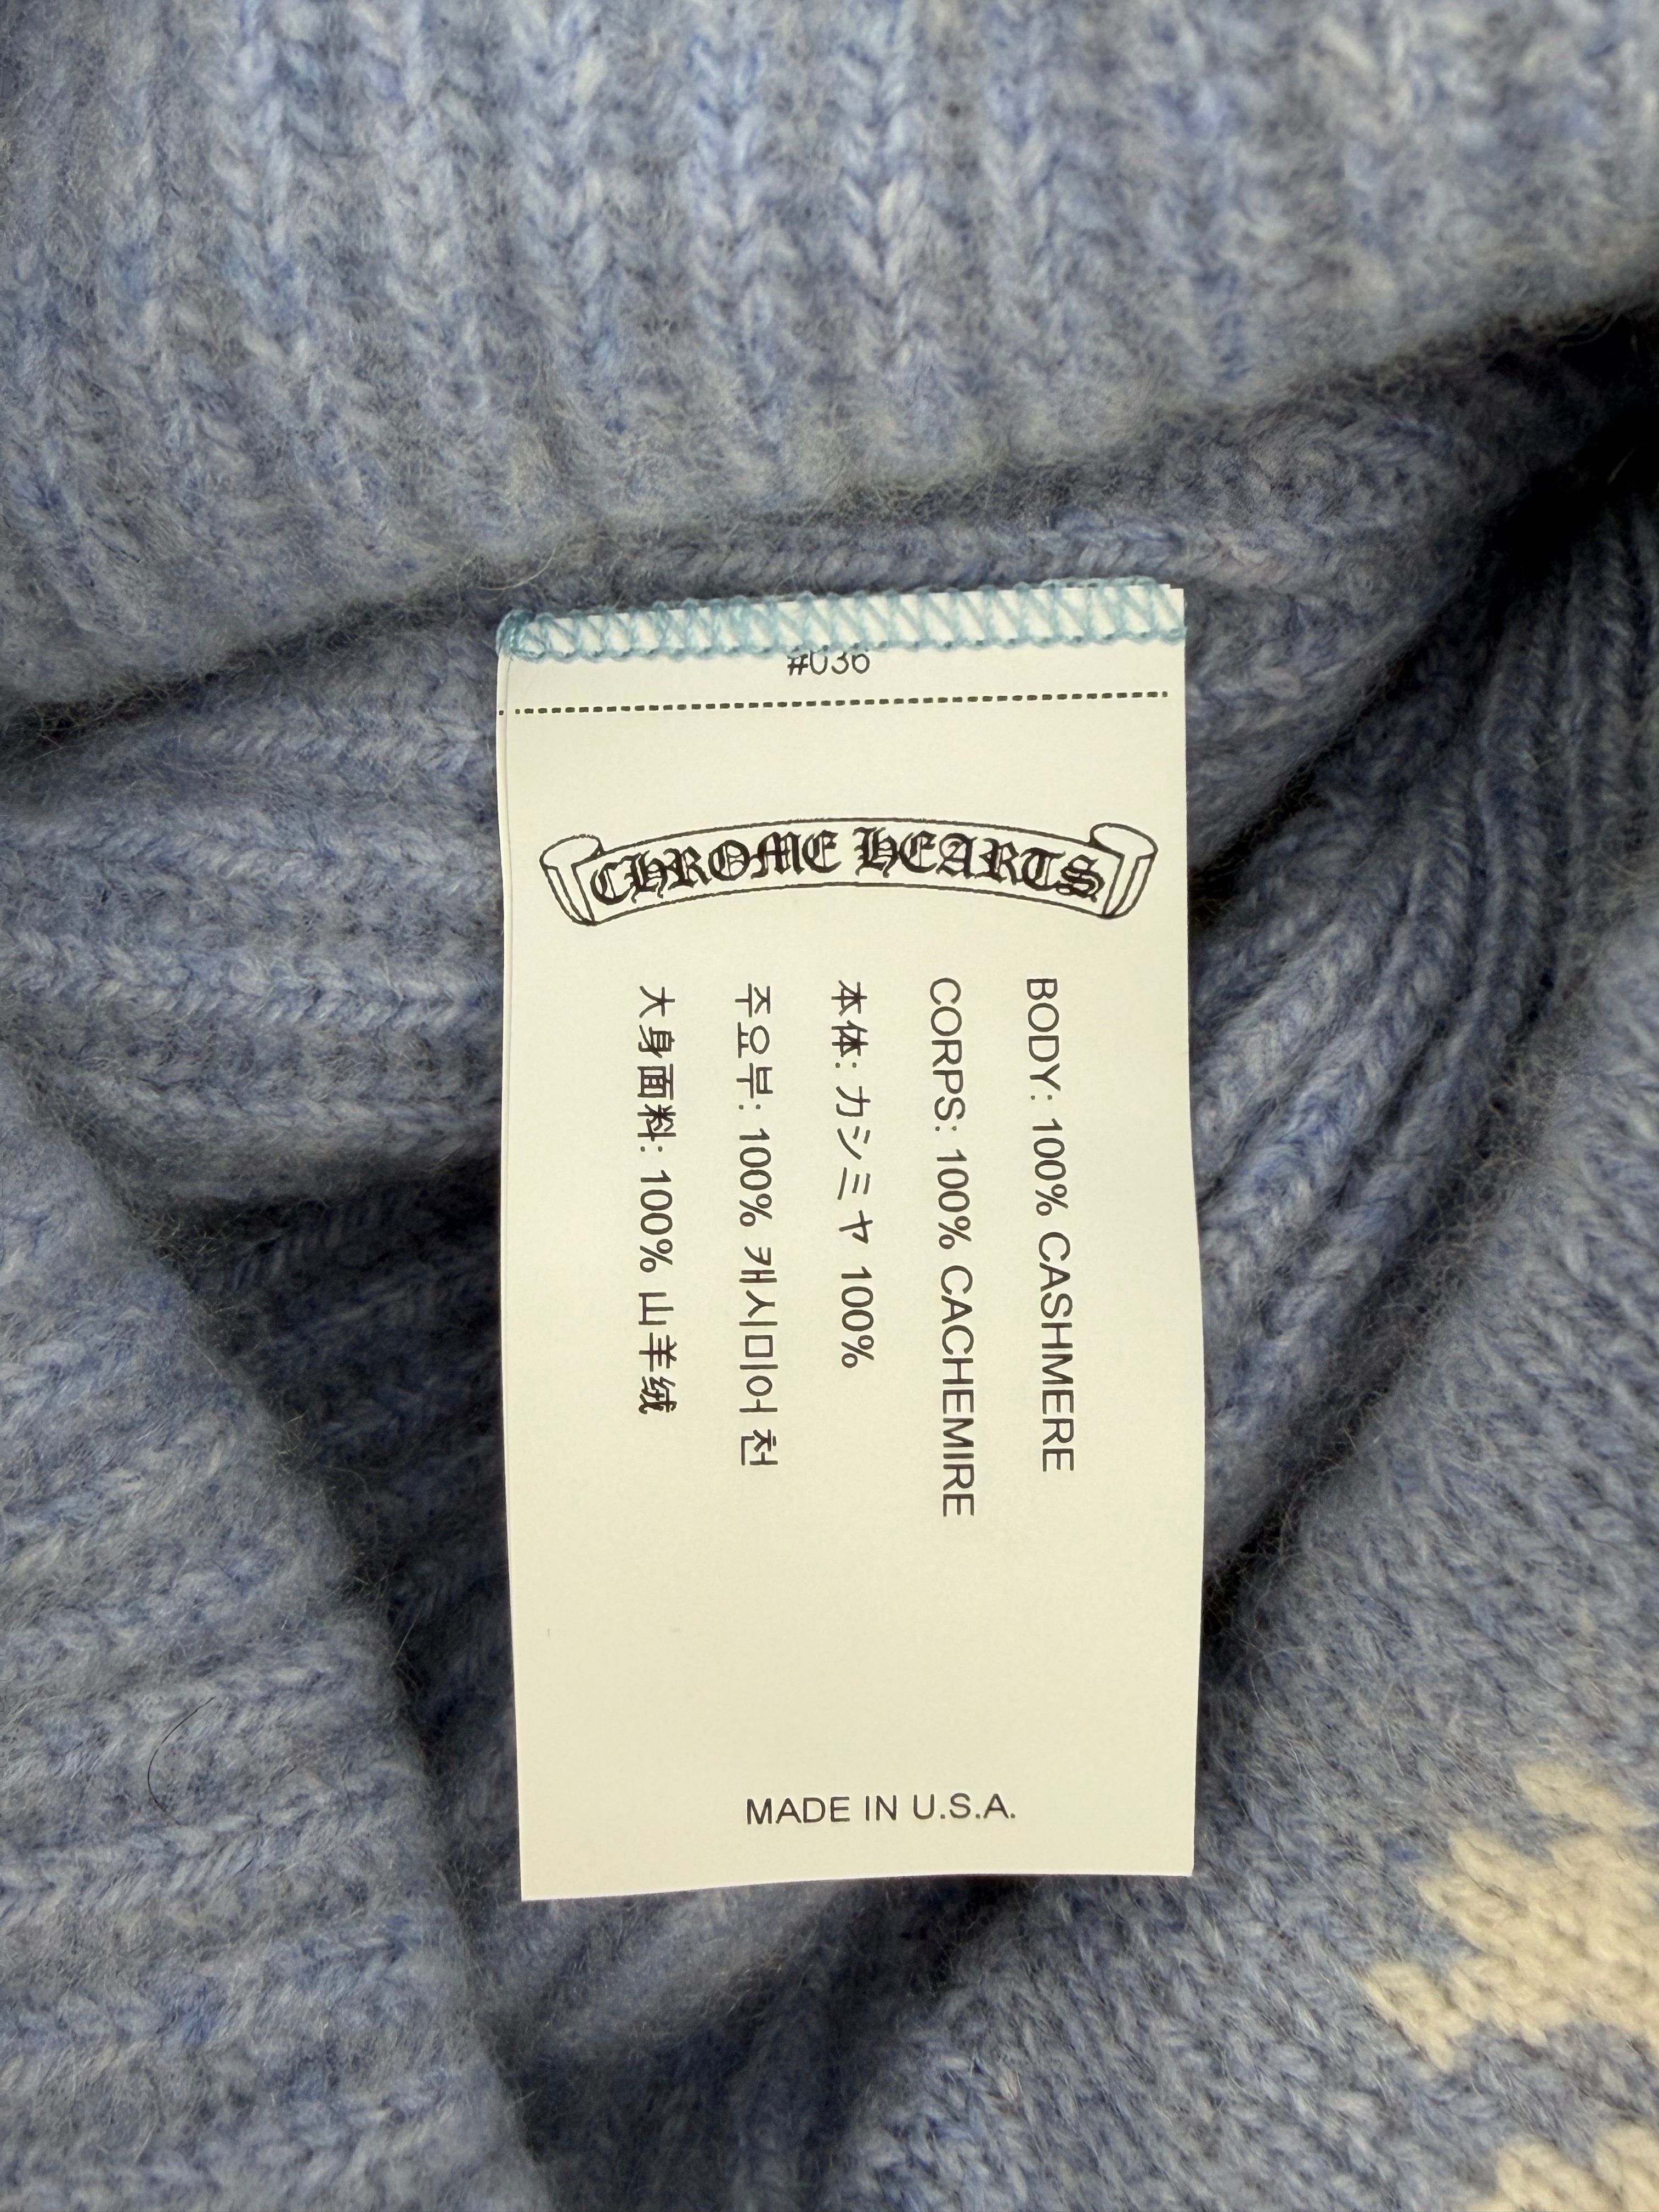 #036
CHROME HEARTS
BODY: 100% CASHMERE
CORPS: 100% CACHEMIRE
本体: カシミヤ 100%
주요부: 100% 캐시미어 천
大身面料: 100% 山羊绒
MADE IN U.S.A.